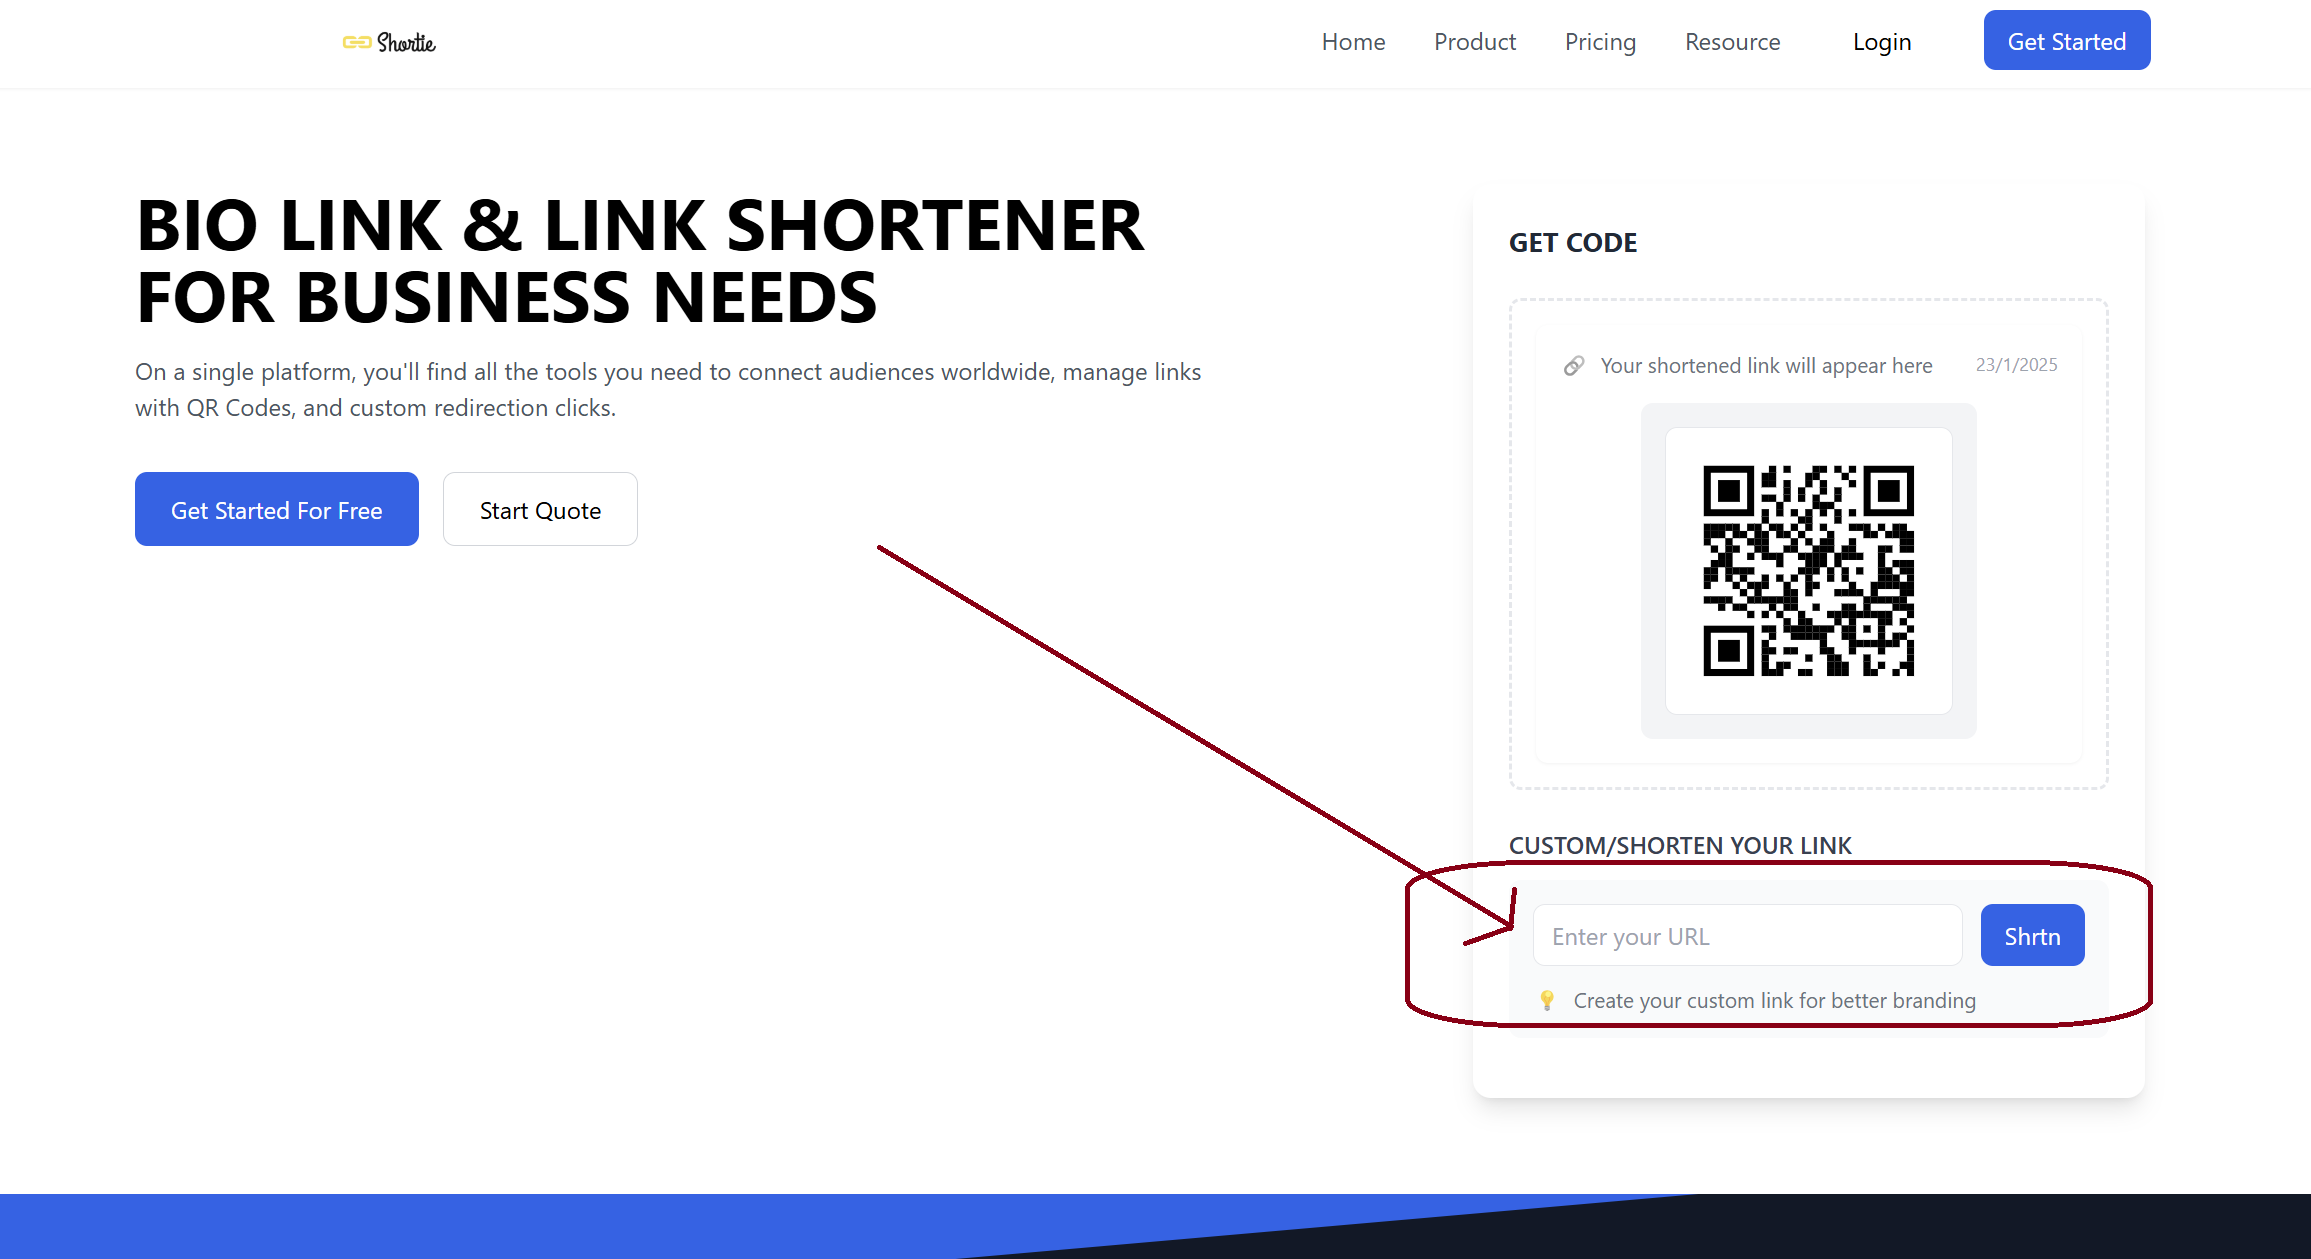 Shortie
Home
Product
Pricing
Resource
Login
Get Started
BIO LINK & LINK SHORTENER
FOR BUSINESS NEEDS
On a single platform, you'll find all the tools you need to connect audiences worldwide, manage links
with QR Codes, and custom redirection clicks.
Get Started For Free
Start Quote
GET CODE
Your shortened link will appear here
23/1/2025
CUSTOM/SHORTEN YOUR LINK
Enter your URL
Shrtn
Create your custom link for better branding